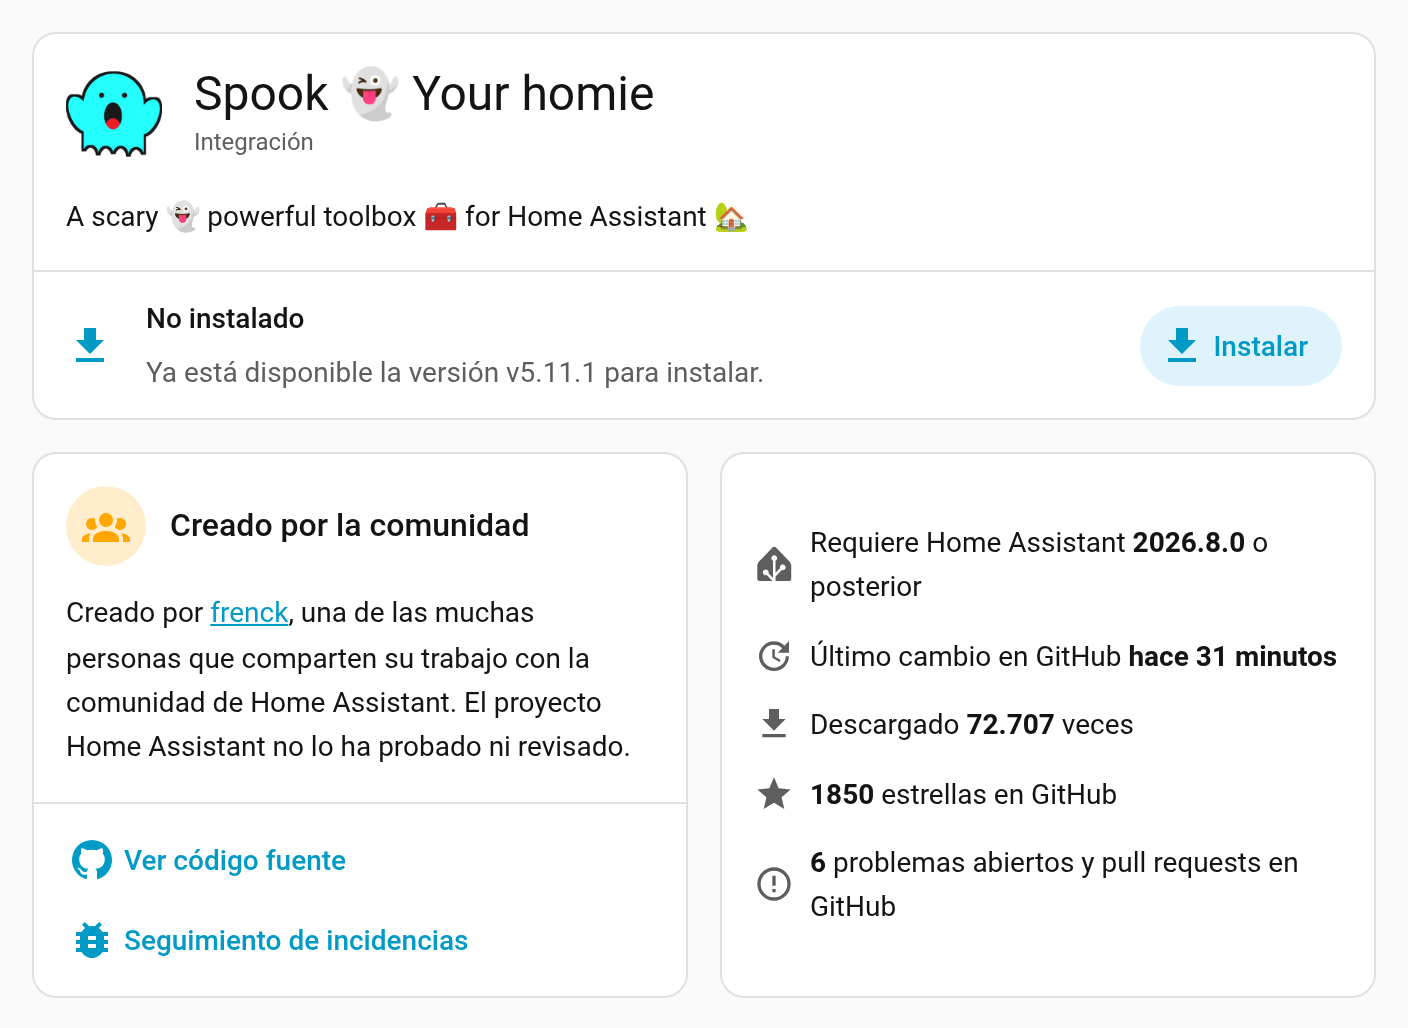 Spook 👻 Your homie
Integración
A scary 👻 powerful toolbox 🧰 for Home Assistant 🏡
No instalado
Ya está disponible la versión v5.11.1 para instalar.
Instalar
Creado por la comunidad
Creado por frenck, una de las muchas
personas que comparten su trabajo con la
comunidad de Home Assistant. El proyecto
Home Assistant no lo ha probado ni revisado.
Ver código fuente
Seguimiento de incidencias
Requiere Home Assistant 2026.8.0 o
posterior
Último cambio en GitHub hace 31 minutos
Descargado 72.707 veces
1850 estrellas en GitHub
6 problemas abiertos y pull requests en
GitHub